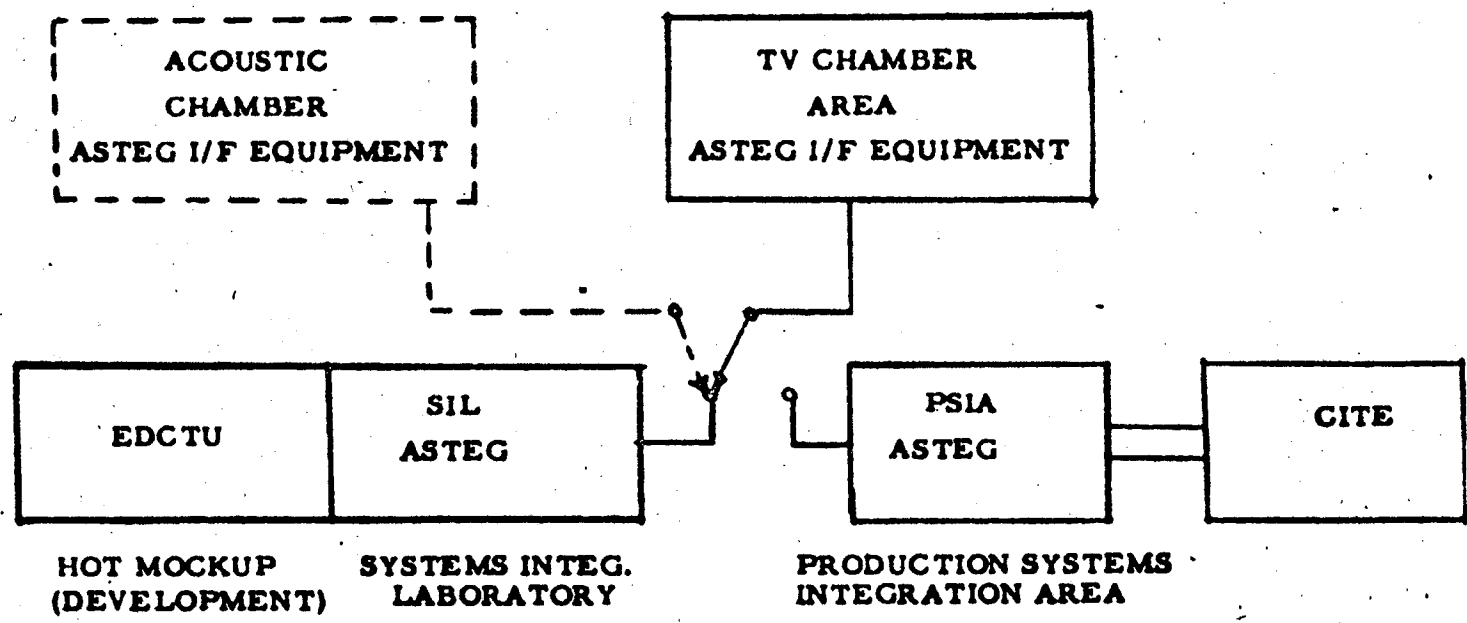 ACOUSTIC
CHAMBER
ASTEG I/F EQUIPMENT
TV CHAMBER
AREA
ASTEG I/F EQUIPMENT
EDCTU
SIL
ASTEG
PSIA
ASTEG
GITE
HOT MOCKUP
(DEVELOPMENT)
SYSTEMS INTEG.
LABORATORY
PRODUCTION SYSTEMS
INTEGRATION AREA